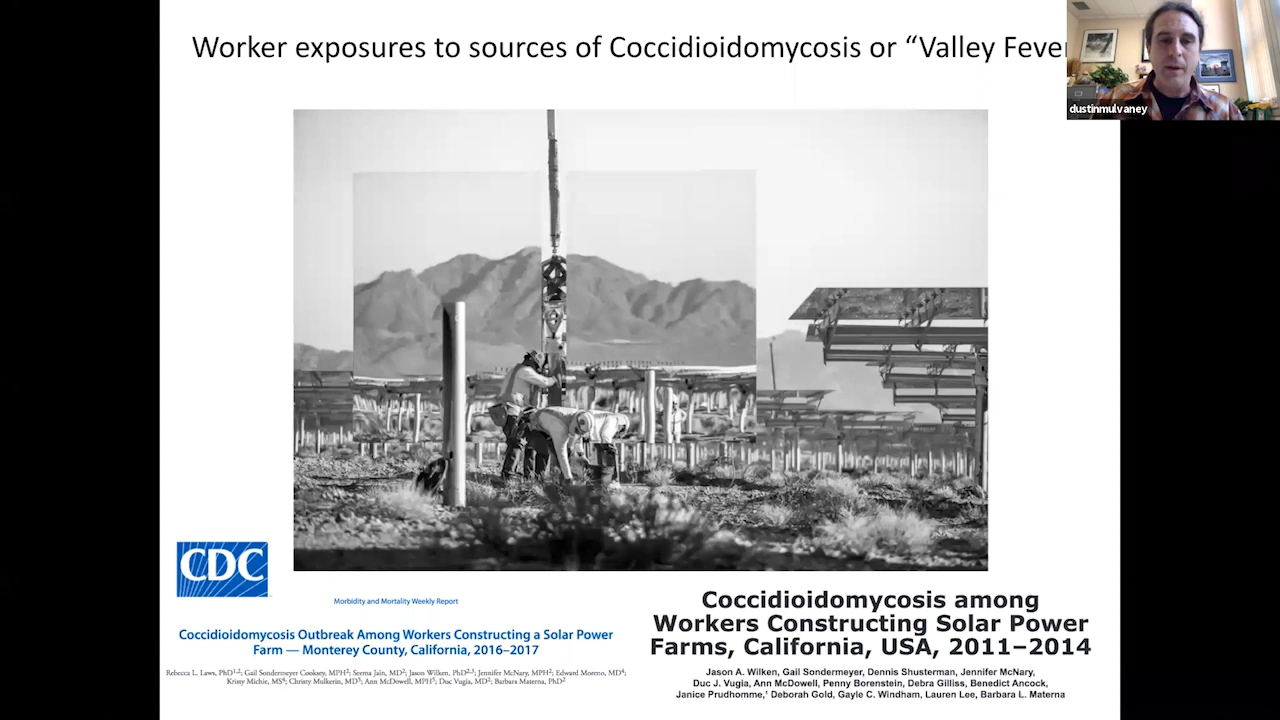 Worker exposures to sources of Coccidioidomycosis or “Valley Fever
dustinmulvaney
CDC
Morbidity and Mortality Weekly Report
Coccidioidomycosis Outbreak Among Workers Constructing a Solar Power
Farm — Monterey County, California, 2016–2017
Rebecca L. Laws, PhD1,2; Gail Sondermeyer Cooksey, MPH2; Seema Jain, MD2; Jason Wilken, PhD2,3; Jennifer McNary, MPH2; Edward Moreno, MD4;
Kristy Michie, MS4; Christy Mulkerin, MD5; Ann McDowell, MPH5; Duc Vugia, MD2; Barbara Materna, PhD2
Coccidioidomycosis among
Workers Constructing Solar Power
Farms, California, USA, 2011–2014
Jason A. Wilken, Gail Sondermeyer, Dennis Shusterman, Jennifer McNary,
Duc J. Vugia, Ann McDowell, Penny Borenstein, Debra Gilliss, Benedict Ancock,
Janice Prudhomme,1 Deborah Gold, Gayle C. Windham, Lauren Lee, Barbara L. Materna